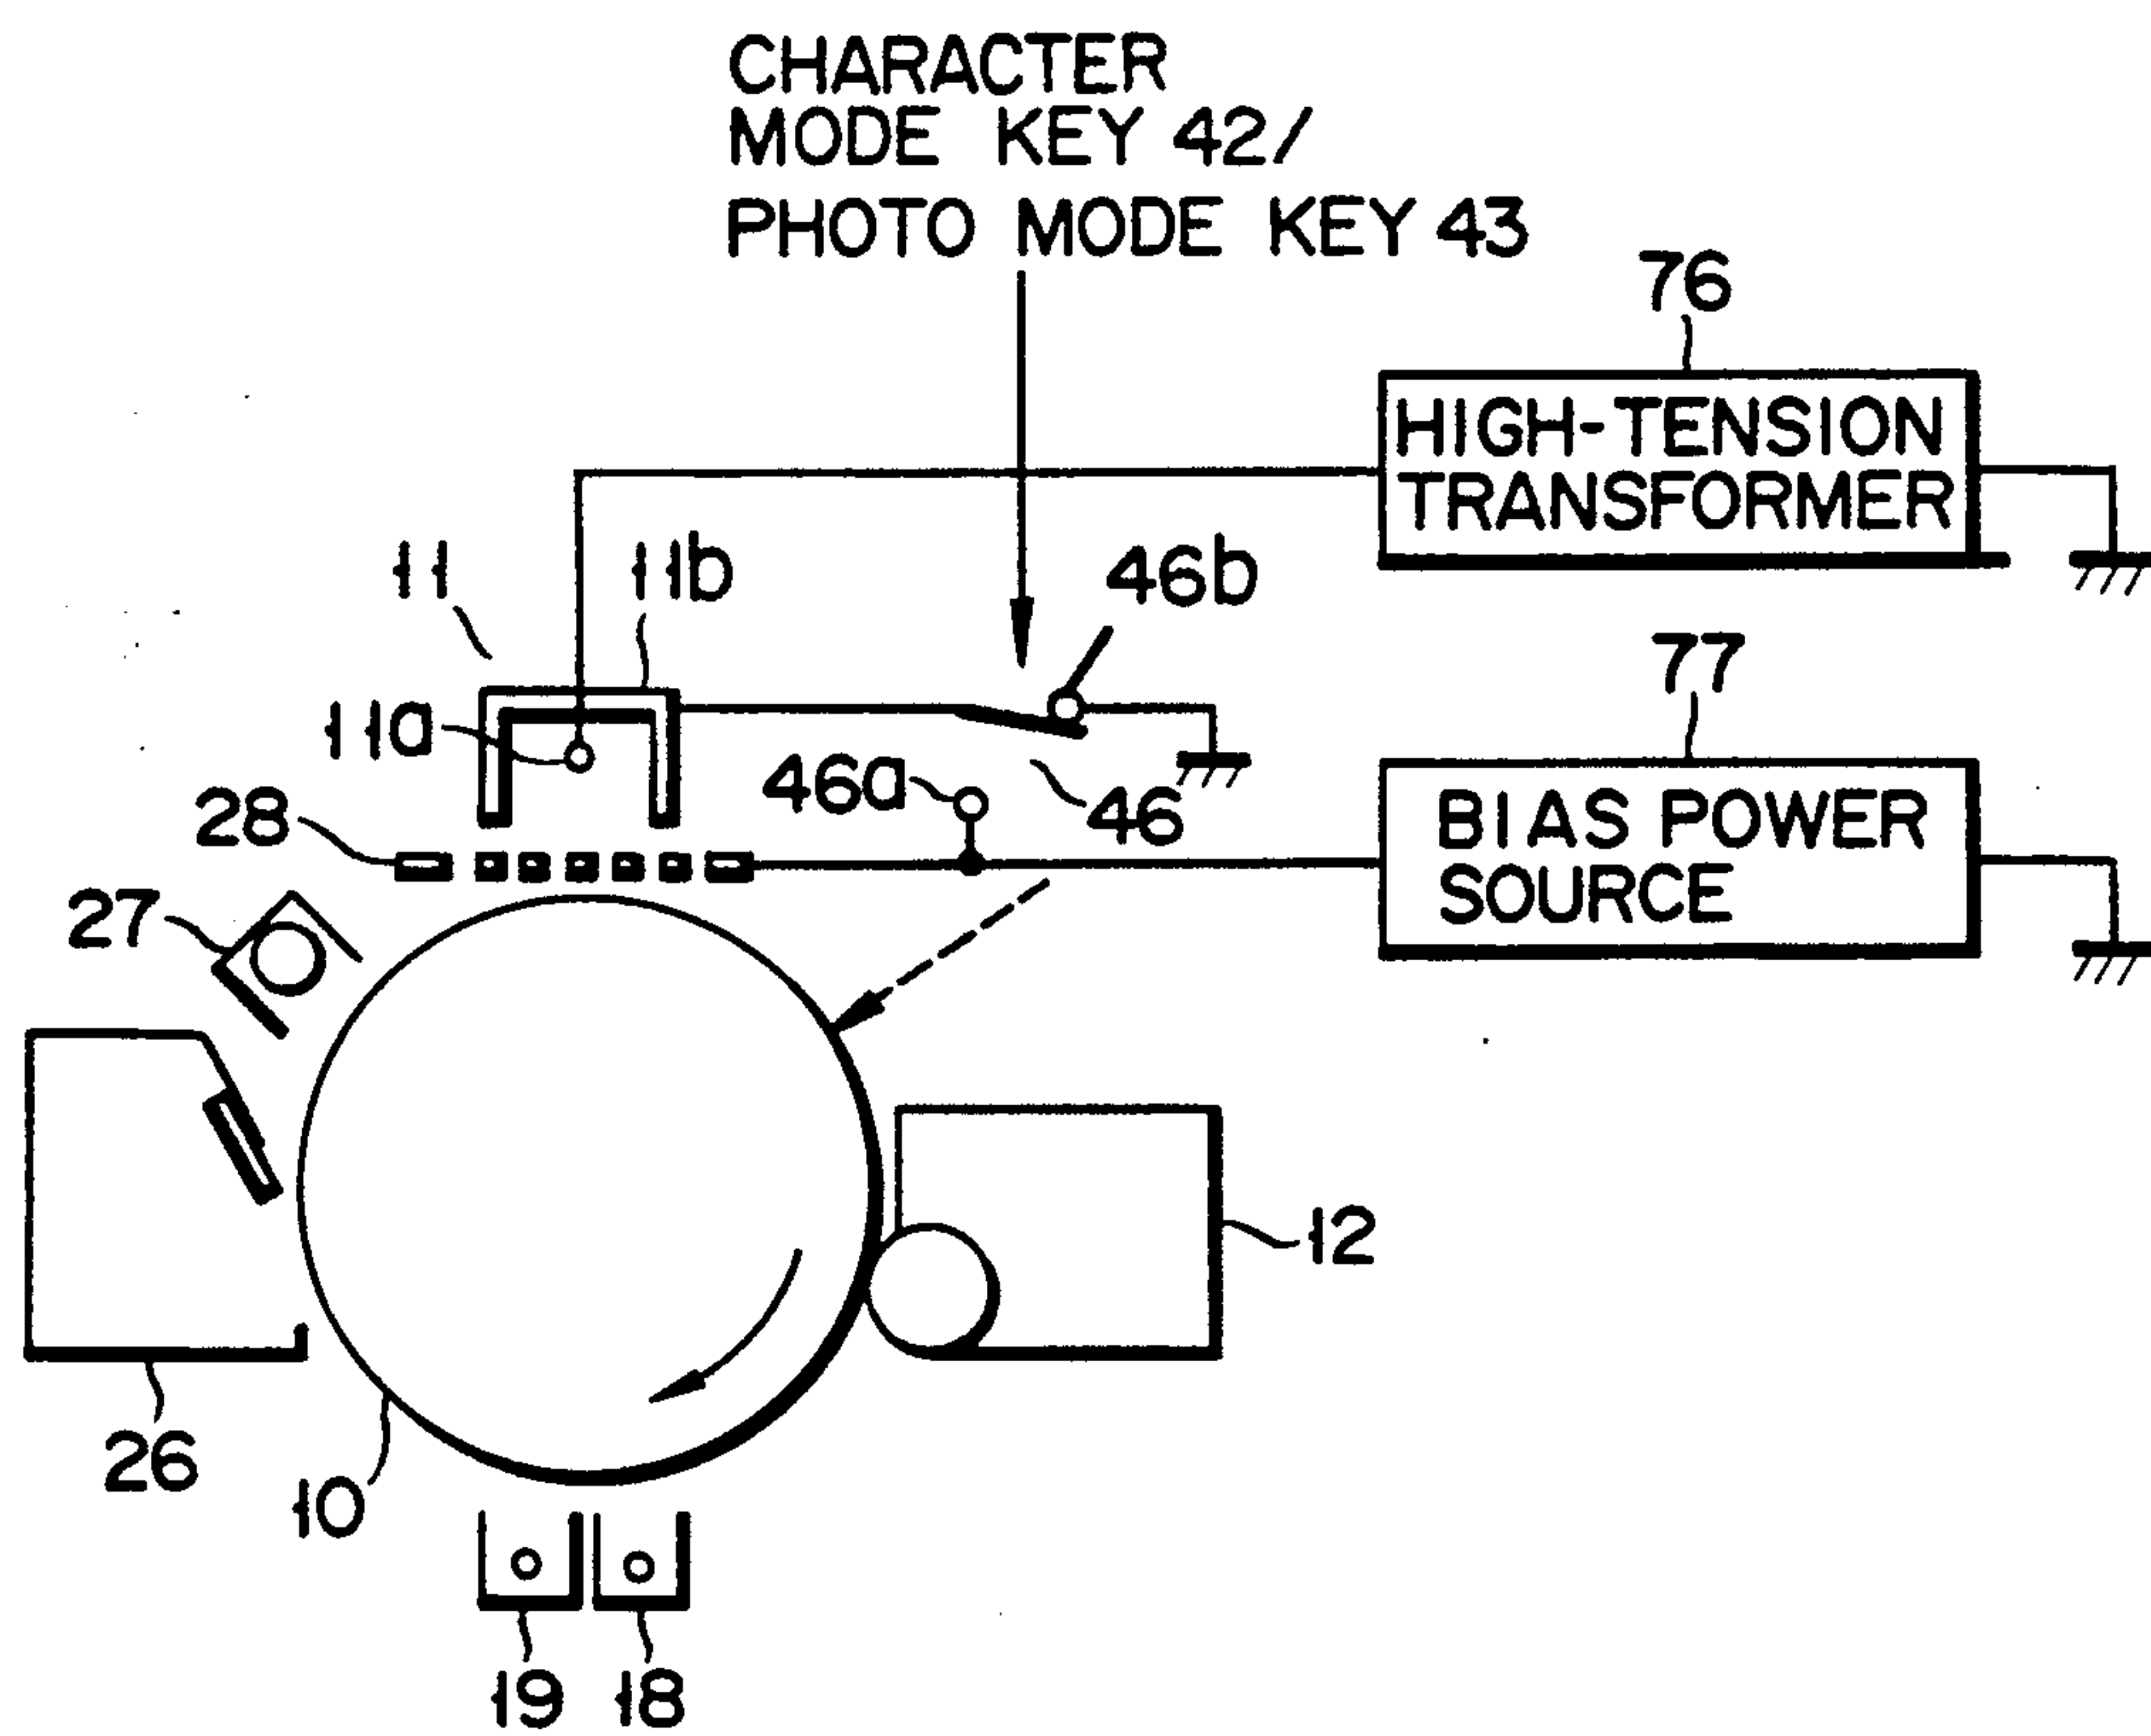 CHARACTER
MODE KEY 42/
PHOTO MODE KEY 43
76
HIGH-TENSION
TRANSFORMER
11
11b
46b
77
11a
46a
46
28
BIAS POWER
SOURCE
27
12
26
10
19
18